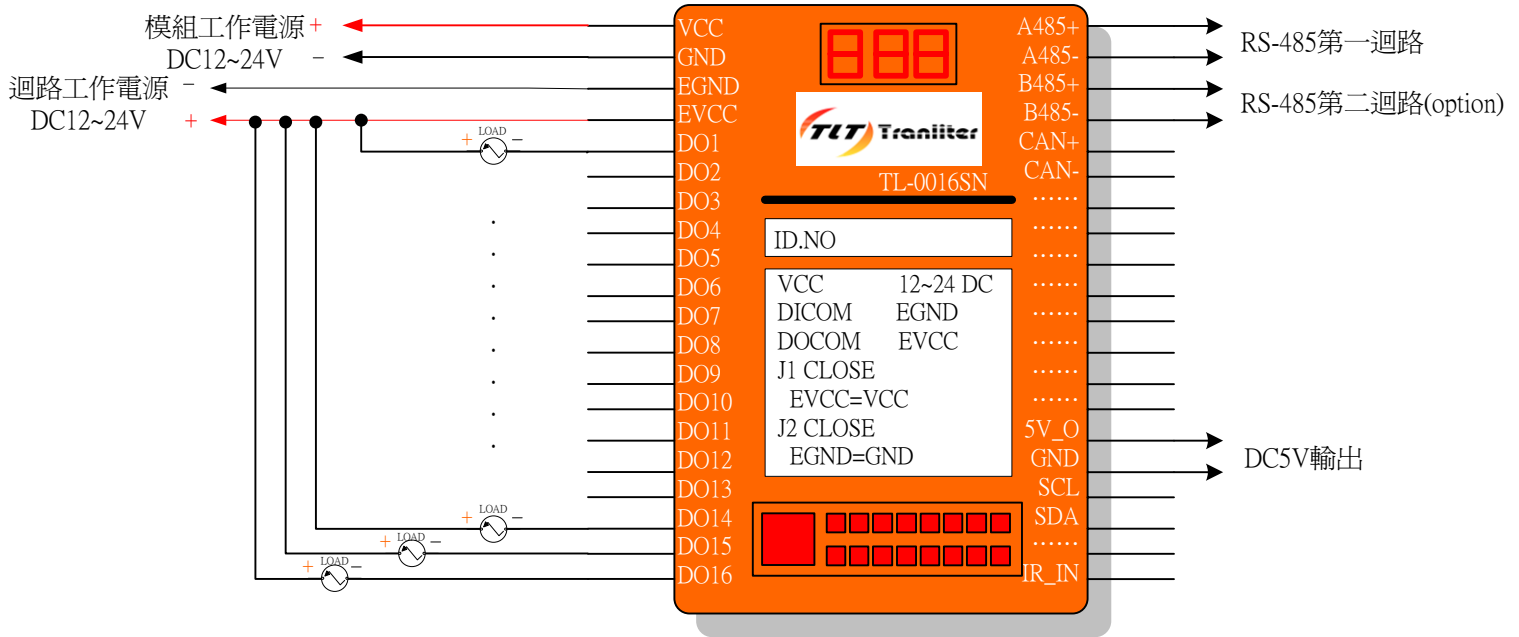 模組工作電源 +
DC12~24V −
迴路工作電源 −
DC12~24V +
+ LOAD −
+ LOAD −
+ LOAD −
+ LOAD −
VCC
GND
EGND
EVCC
DO1
DO2
DO3
DO4
DO5
DO6
DO7
DO8
DO9
DO10
DO11
DO12
DO13
DO14
DO15
DO16
888
TLT Traniiter
TL-0016SN
ID.NO
VCC 12~24 DC
DICOM EGND
DOCOM EVCC
J1 CLOSE
EVCC=VCC
J2 CLOSE
EGND=GND
A485+
A485-
B485+
B485-
CAN+
CAN-
......
......
......
......
......
......
......
......
5V_O
GND
SCL
SDA
......
IR_IN
RS-485第一迴路
RS-485第二迴路(option)
DC5V輸出